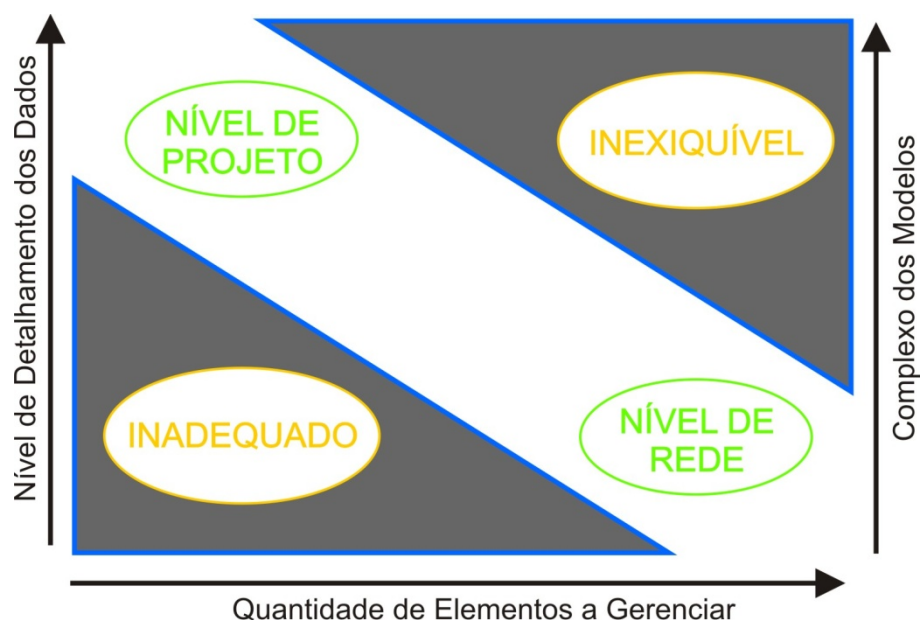 Nível de Detalhamento dos Dados
NÍVEL DE
PROJETO
INEXIQUÍVEL
INADEQUADO
NÍVEL DE
REDE
Complexo dos Modelos
Quantidade de Elementos a Gerenciar